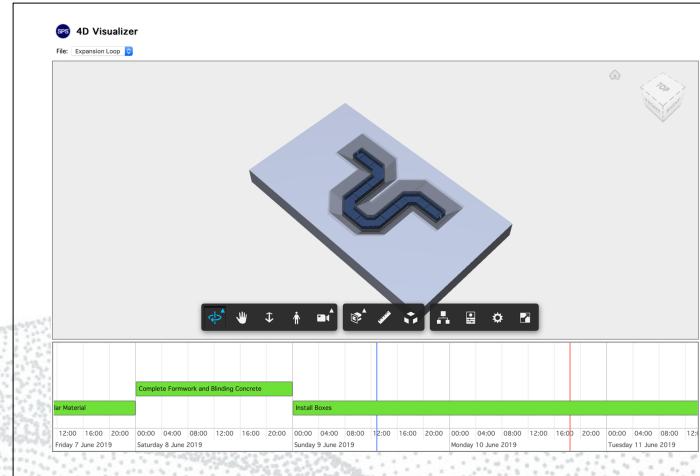 SPS 4D Visualizer
File: Expansion Loop
TOP
Complete Formwork and Blinding Concrete
lar Material Install Boxes
12:00 16:00 20:00 00:00 04:00 08:00 12:00 16:00 20:00 00:00 04:00 08:00 12:00 16:00 20:00 00:00 04:00 08:00 12:00 16:00 20:00 00:00 04:00 08:00 12:
Friday 7 June 2019 Saturday 8 June 2019 Sunday 9 June 2019 Monday 10 June 2019 Tuesday 11 June 2019